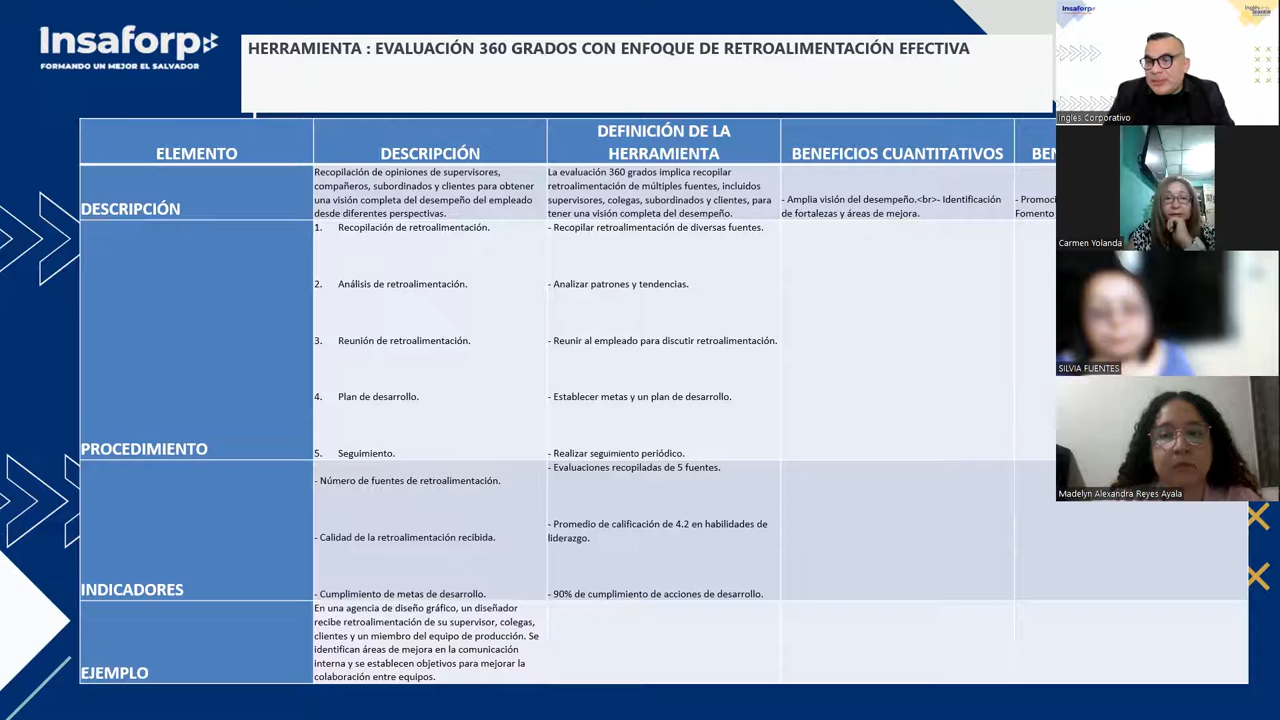 Insaforp
FORMANDO UN MEJOR EL SALVADOR
HERRAMIENTA : EVALUACIÓN 360 GRADOS CON ENFOQUE DE RETROALIMENTACIÓN EFECTIVA
ELEMENTO
DESCRIPCIÓN
DEFINICIÓN DE LA
HERRAMIENTA
BENEFICIOS CUANTITATIVOS
BEN
DESCRIPCIÓN
Recopilación de opiniones de supervisores,
compañeros, subordinados y clientes para obtener
una visión completa del desempeño del empleado
desde diferentes perspectivas.
La evaluación 360 grados implica recopilar
retroalimentación de múltiples fuentes, incluidos
supervisores, colegas, subordinados y clientes, para
tener una visión completa del desempeño.
- Amplia visión del desempeño.<br>- Identificación
de fortalezas y áreas de mejora.
- Promoci
Fomento
PROCEDIMIENTO
1. Recopilación de retroalimentación.
2. Análisis de retroalimentación.
3. Reunión de retroalimentación.
4. Plan de desarrollo.
5. Seguimiento.
- Recopilar retroalimentación de diversas fuentes.
- Analizar patrones y tendencias.
- Reunir al empleado para discutir retroalimentación.
- Establecer metas y un plan de desarrollo.
- Realizar seguimiento periódico.
INDICADORES
- Número de fuentes de retroalimentación.
- Calidad de la retroalimentación recibida.
- Cumplimiento de metas de desarrollo.
- Evaluaciones recopiladas de 5 fuentes.
- Promedio de calificación de 4.2 en habilidades de
liderazgo.
- 90% de cumplimiento de acciones de desarrollo.
EJEMPLO
En una agencia de diseño gráfico, un diseñador
recibe retroalimentación de su supervisor, colegas,
clientes y un miembro del equipo de producción. Se
identifican áreas de mejora en la comunicación
interna y se establecen objetivos para mejorar la
colaboración entre equipos.
Insaforp
Ingles Corporativo
Carmen Yolanda
SILVIA FUENTES
Madelyn Alexandra Reyes Ayala